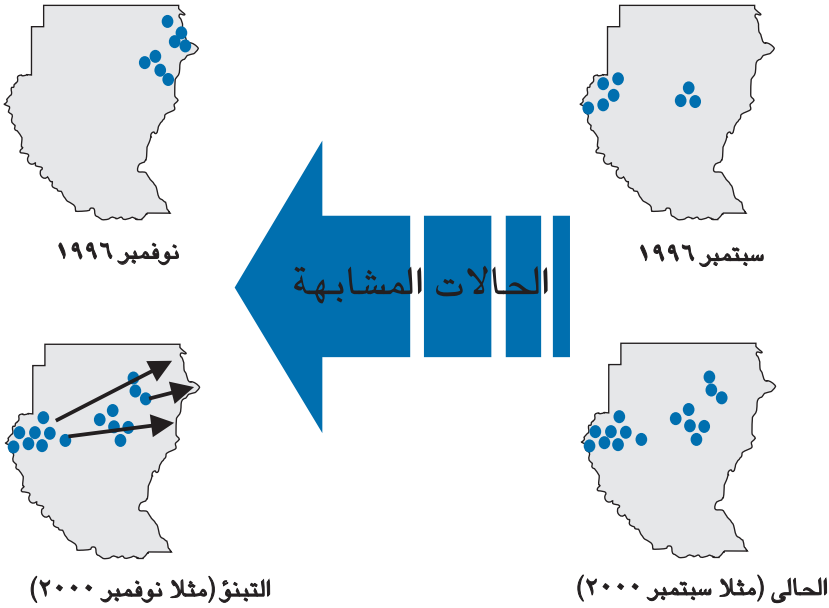 سبتمبر ١٩٩٦
نوفمبر ١٩٩٦
الحالات المشابهة
الحالى (مثلا سبتمبر ٢٠٠٠)
التبنؤ (مثلا نوفمبر ٢٠٠٠)